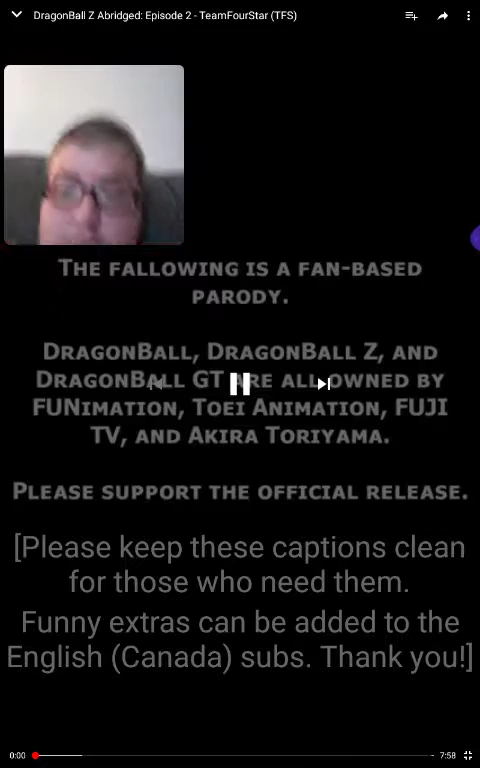 DragonBall Z Abridged: Episode 2 - TeamFourStar (TFS)
The fallowing is a fan-based
parody.
DragonBall, DragonBall Z, and
DragonBall GT are all owned by
FUNimation, Toei Animation, FUJI
TV, and Akira Toriyama.
Please support the official release.
[Please keep these captions clean
for those who need them.
Funny extras can be added to the
English (Canada) subs. Thank you!]
0:00
7:58